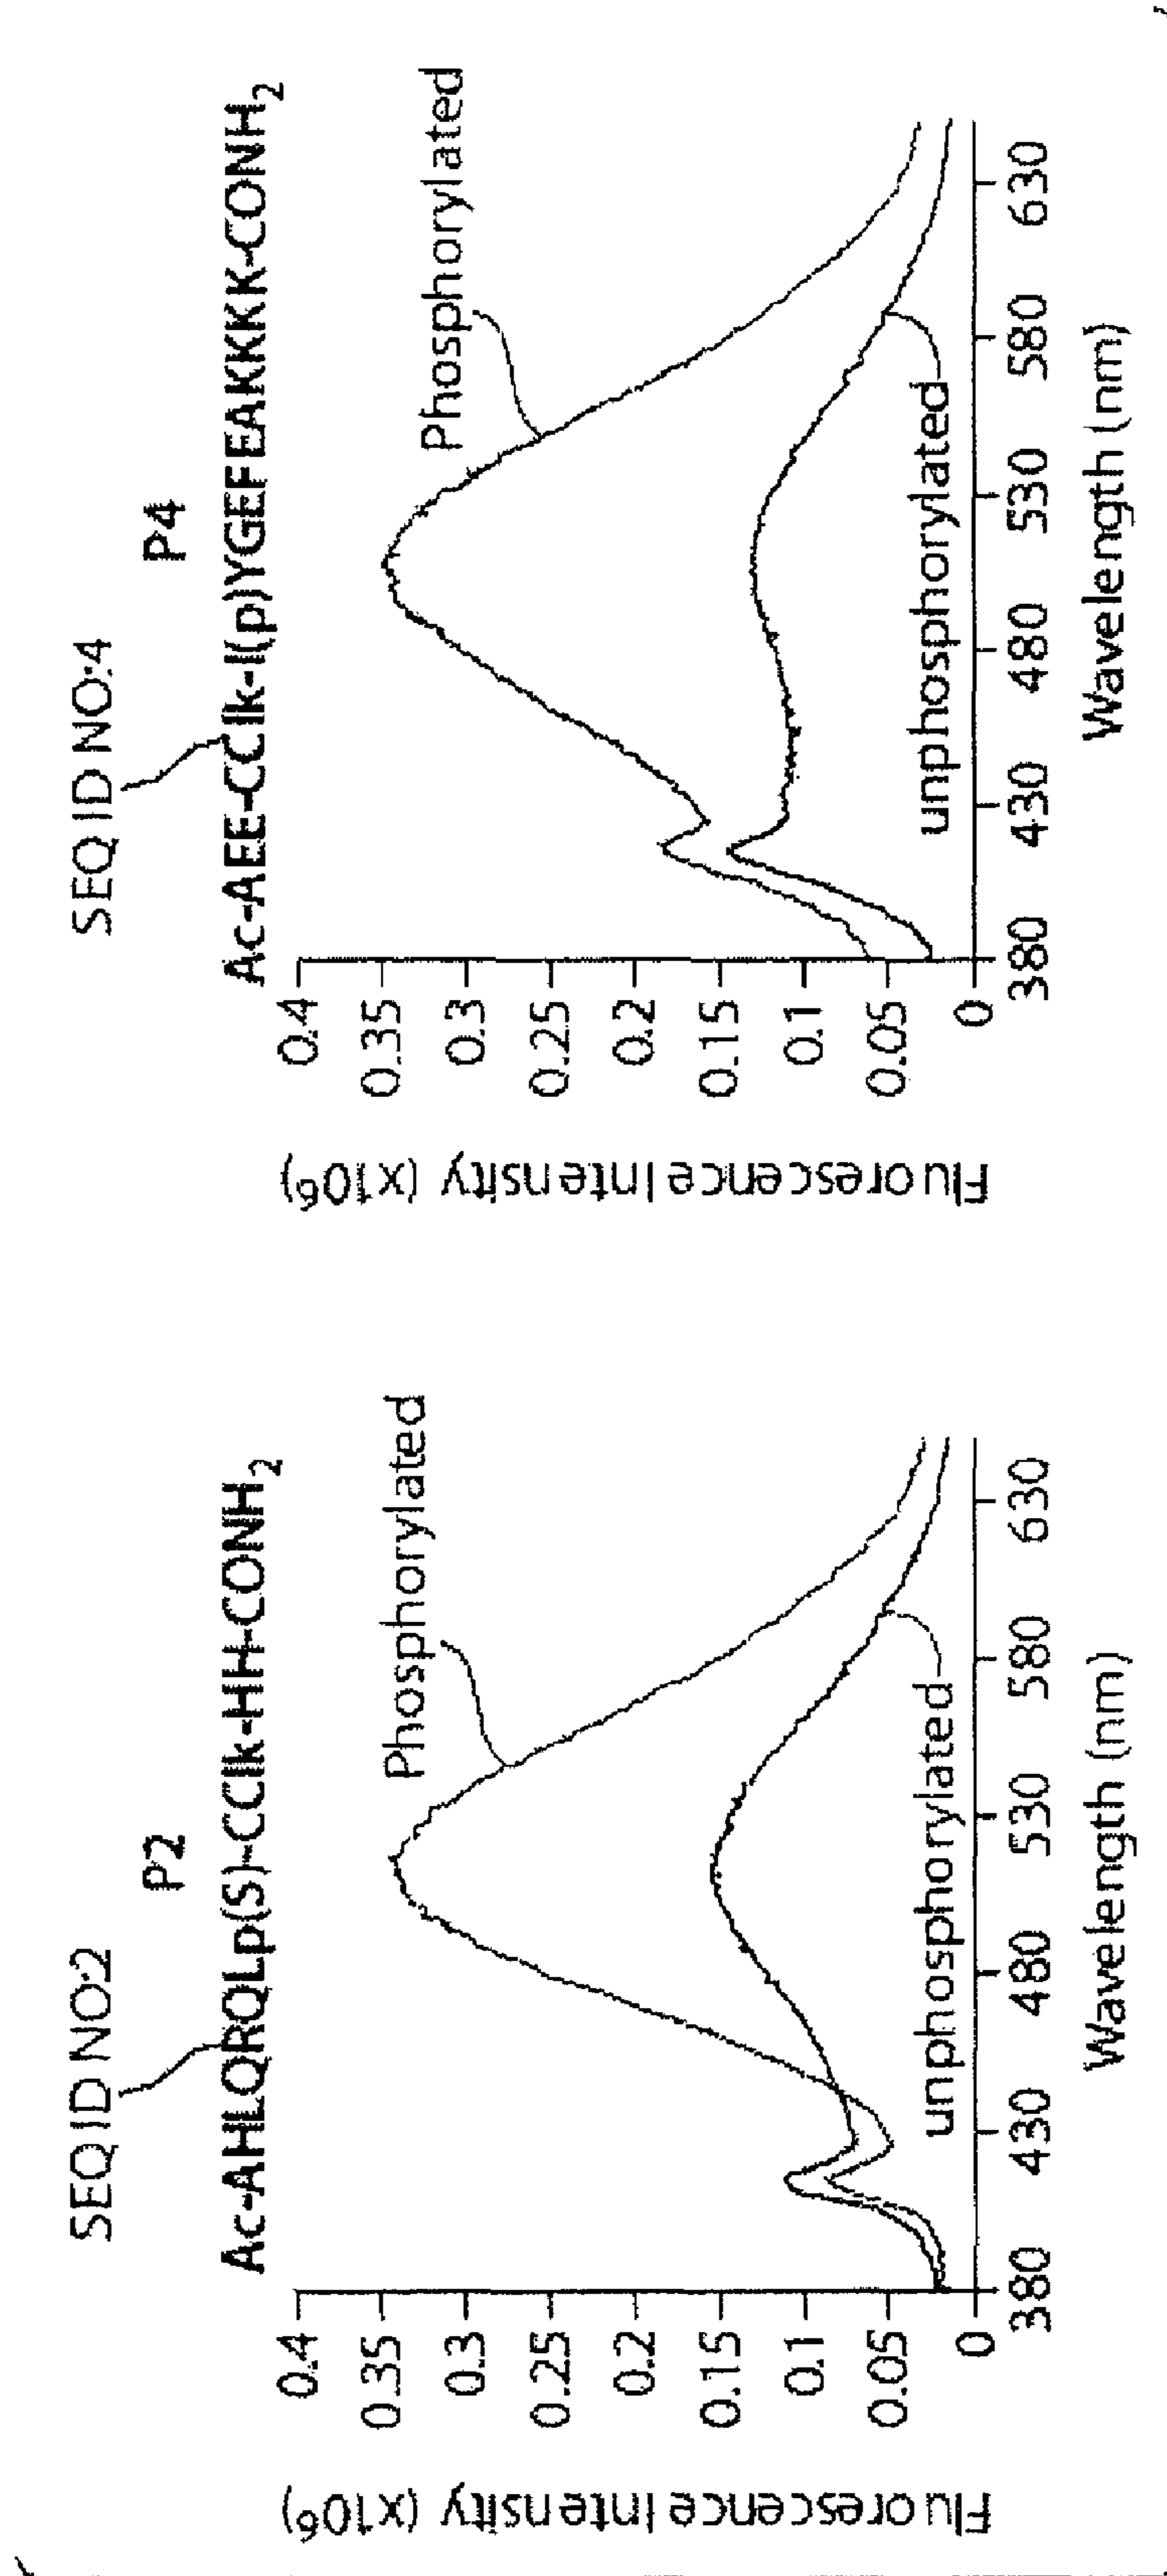 SEQ ID NO:2
P2
Ac-AHLQRQLp(S)-CClk-HH-CONH2
Fluorescence Intensity (x10⁶)
0.4
0.35
0.3
0.25
0.2
0.15
0.1
0.05
0
Phosphorylated
unphosphorylated
380 430 480 530 580 630
Wavelength (nm)
SEQ ID NO:4
P4
Ac-AEE-CClk-I(p)YGEFEAKKK-CONH2
Fluorescence Intensity (x10⁶)
0.4
0.35
0.3
0.25
0.2
0.15
0.1
0.05
0
Phosphorylated
unphosphorylated
380 430 480 530 580 630
Wavelength (nm)